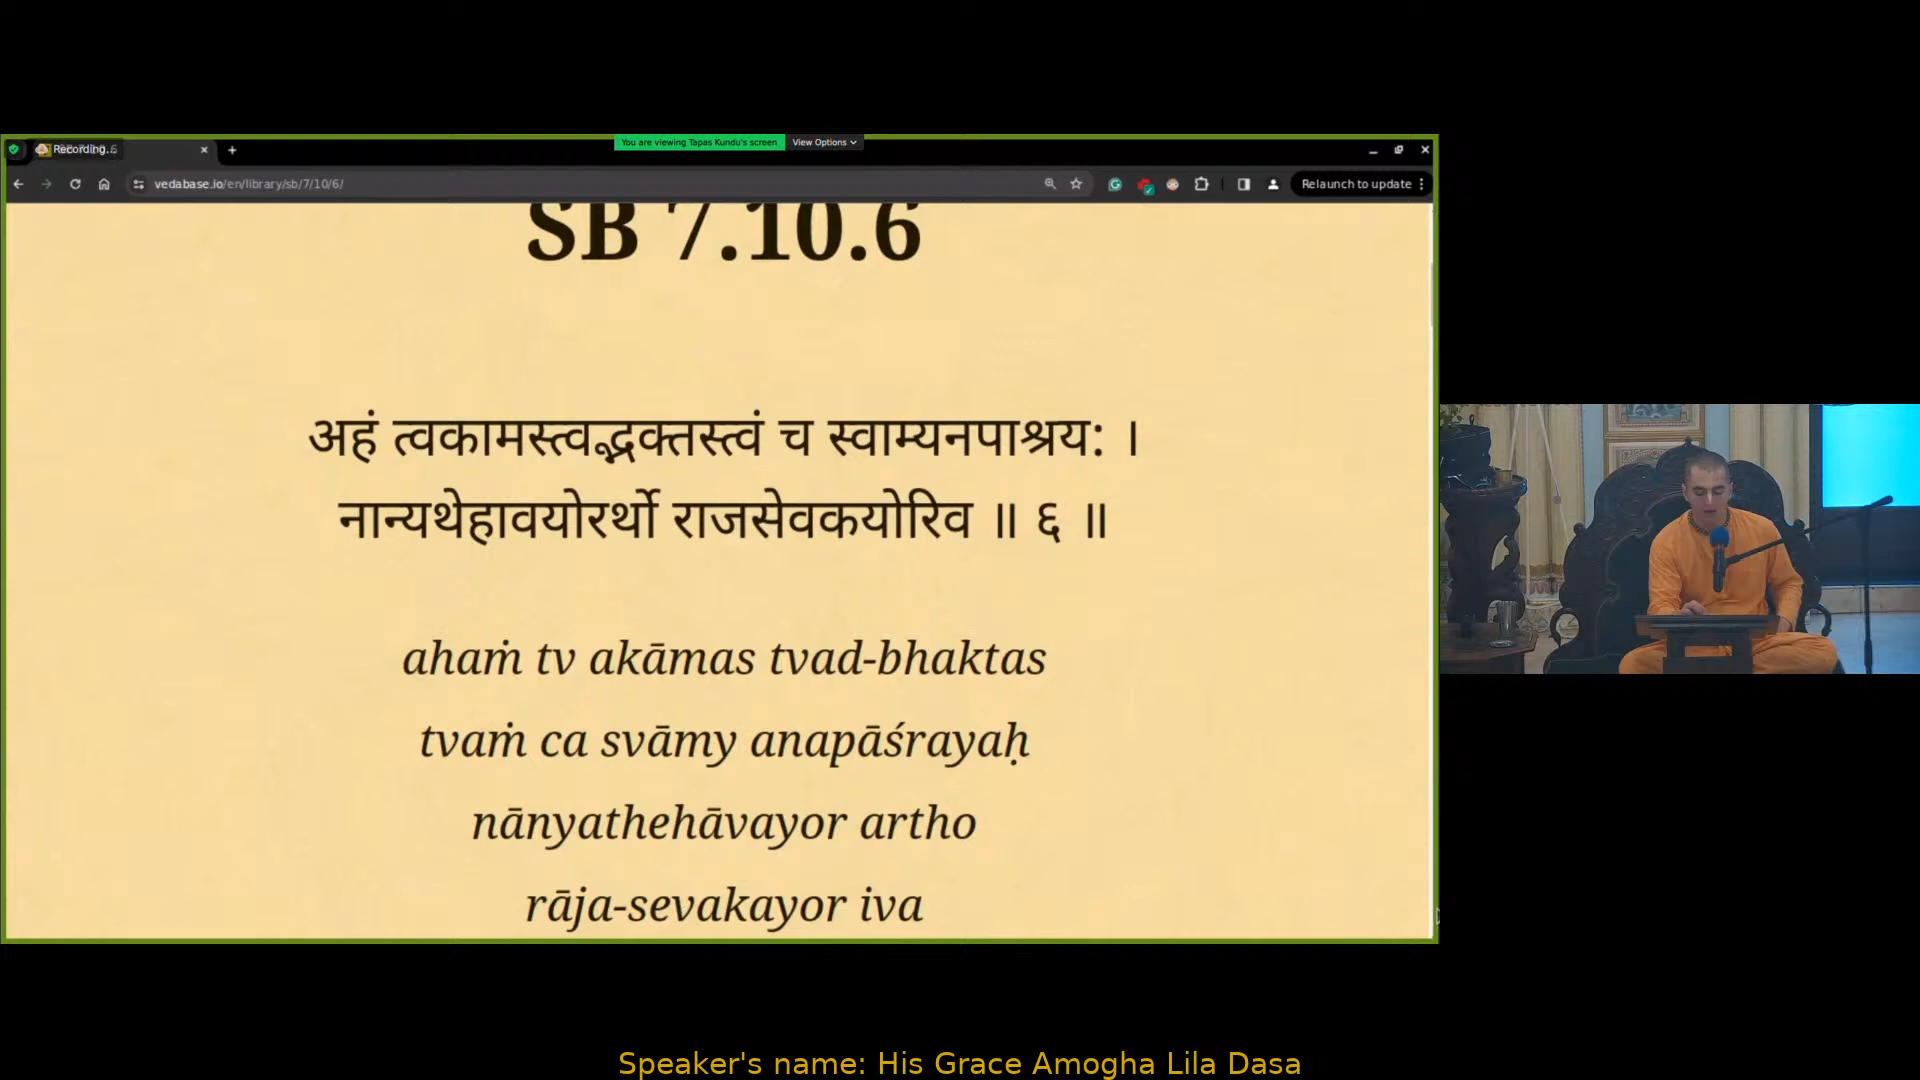 Recording...
You are viewing Tapas Kundu's screen View Options
vedabase.io/en/library/sb/7/10/6/
Relaunch to update
SB 7.10.6
अहं त्वकामस्त्वद्भ‍क्तस्त्वं च स्वाम्यनपाश्रय: ।
नान्यथेहावयोरर्थो राजसेवकयोरिव ॥ ६ ॥
ahaṁ tv akāmas tvad-bhaktas
tvaṁ ca svāmy anapāśrayaḥ
nānyathehāvayor artho
rāja-sevakayor iva
Speaker's name: His Grace Amogha Lila Dasa